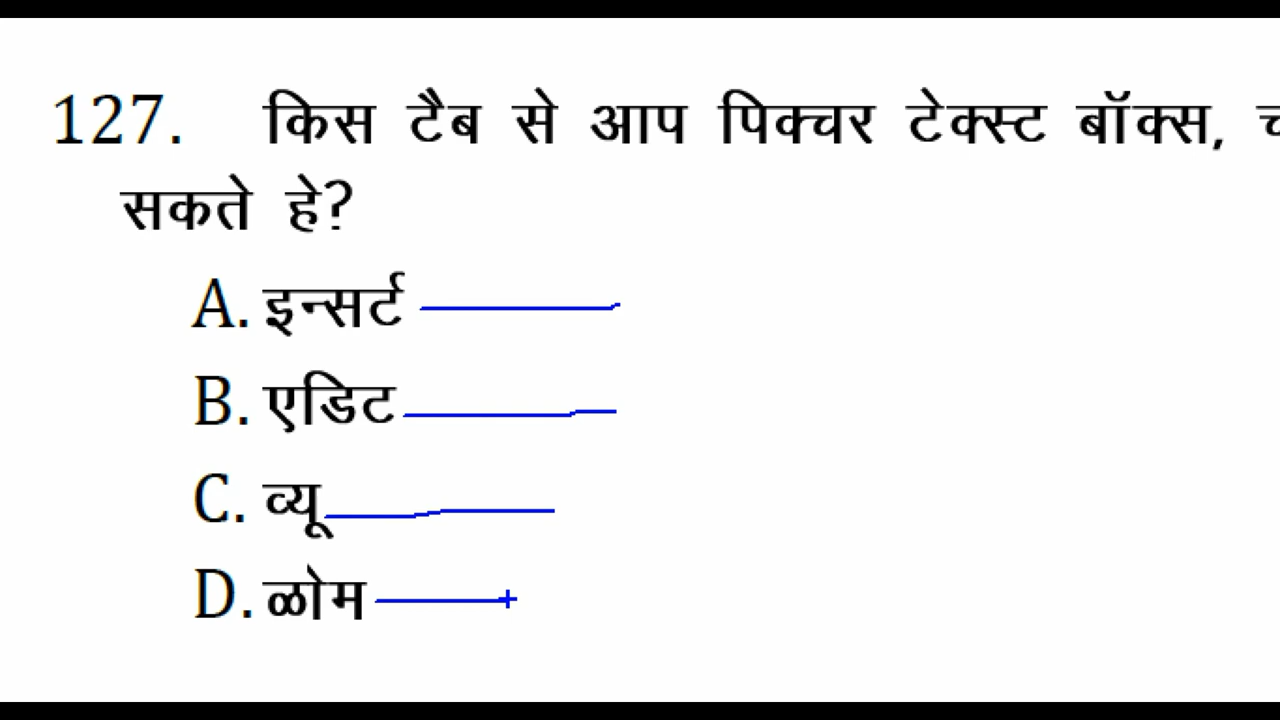 127. किस टैब से आप पिक्चर टेक्स्ट बॉक्स,
सकते हे?
A. इन्सर्ट
B. एडिट
C. व्यू
D. ळोम